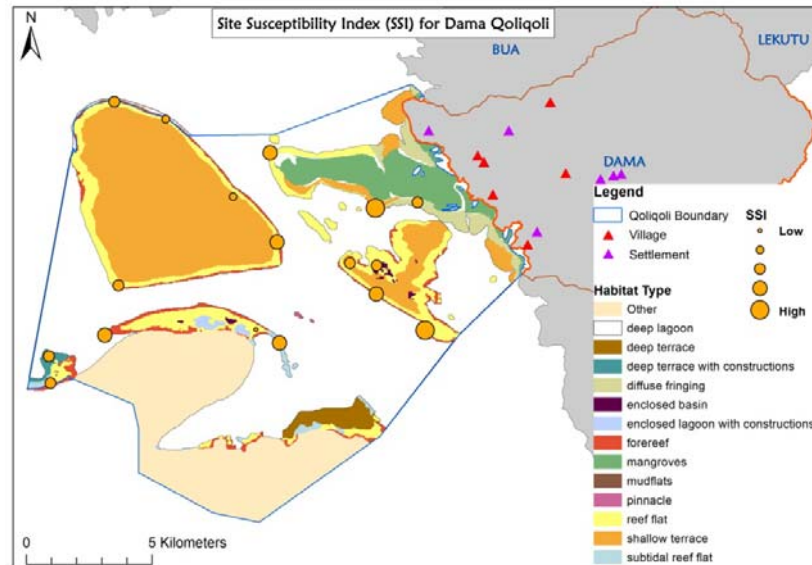 Site Susceptibility Index (SSI) for Dama Qoliqoli
N
BUA
LEKUTU
DAMA
Legend
Qoliqoli Boundary
Village
Settlement
SSI
Low
High
Habitat Type
Other
deep lagoon
deep terrace
deep terrace with constructions
diffuse fringing
enclosed basin
enclosed lagoon with constructions
forereef
mangroves
mudflats
pinnacle
reef flat
shallow terrace
subtidal reef flat
0 5 Kilometers